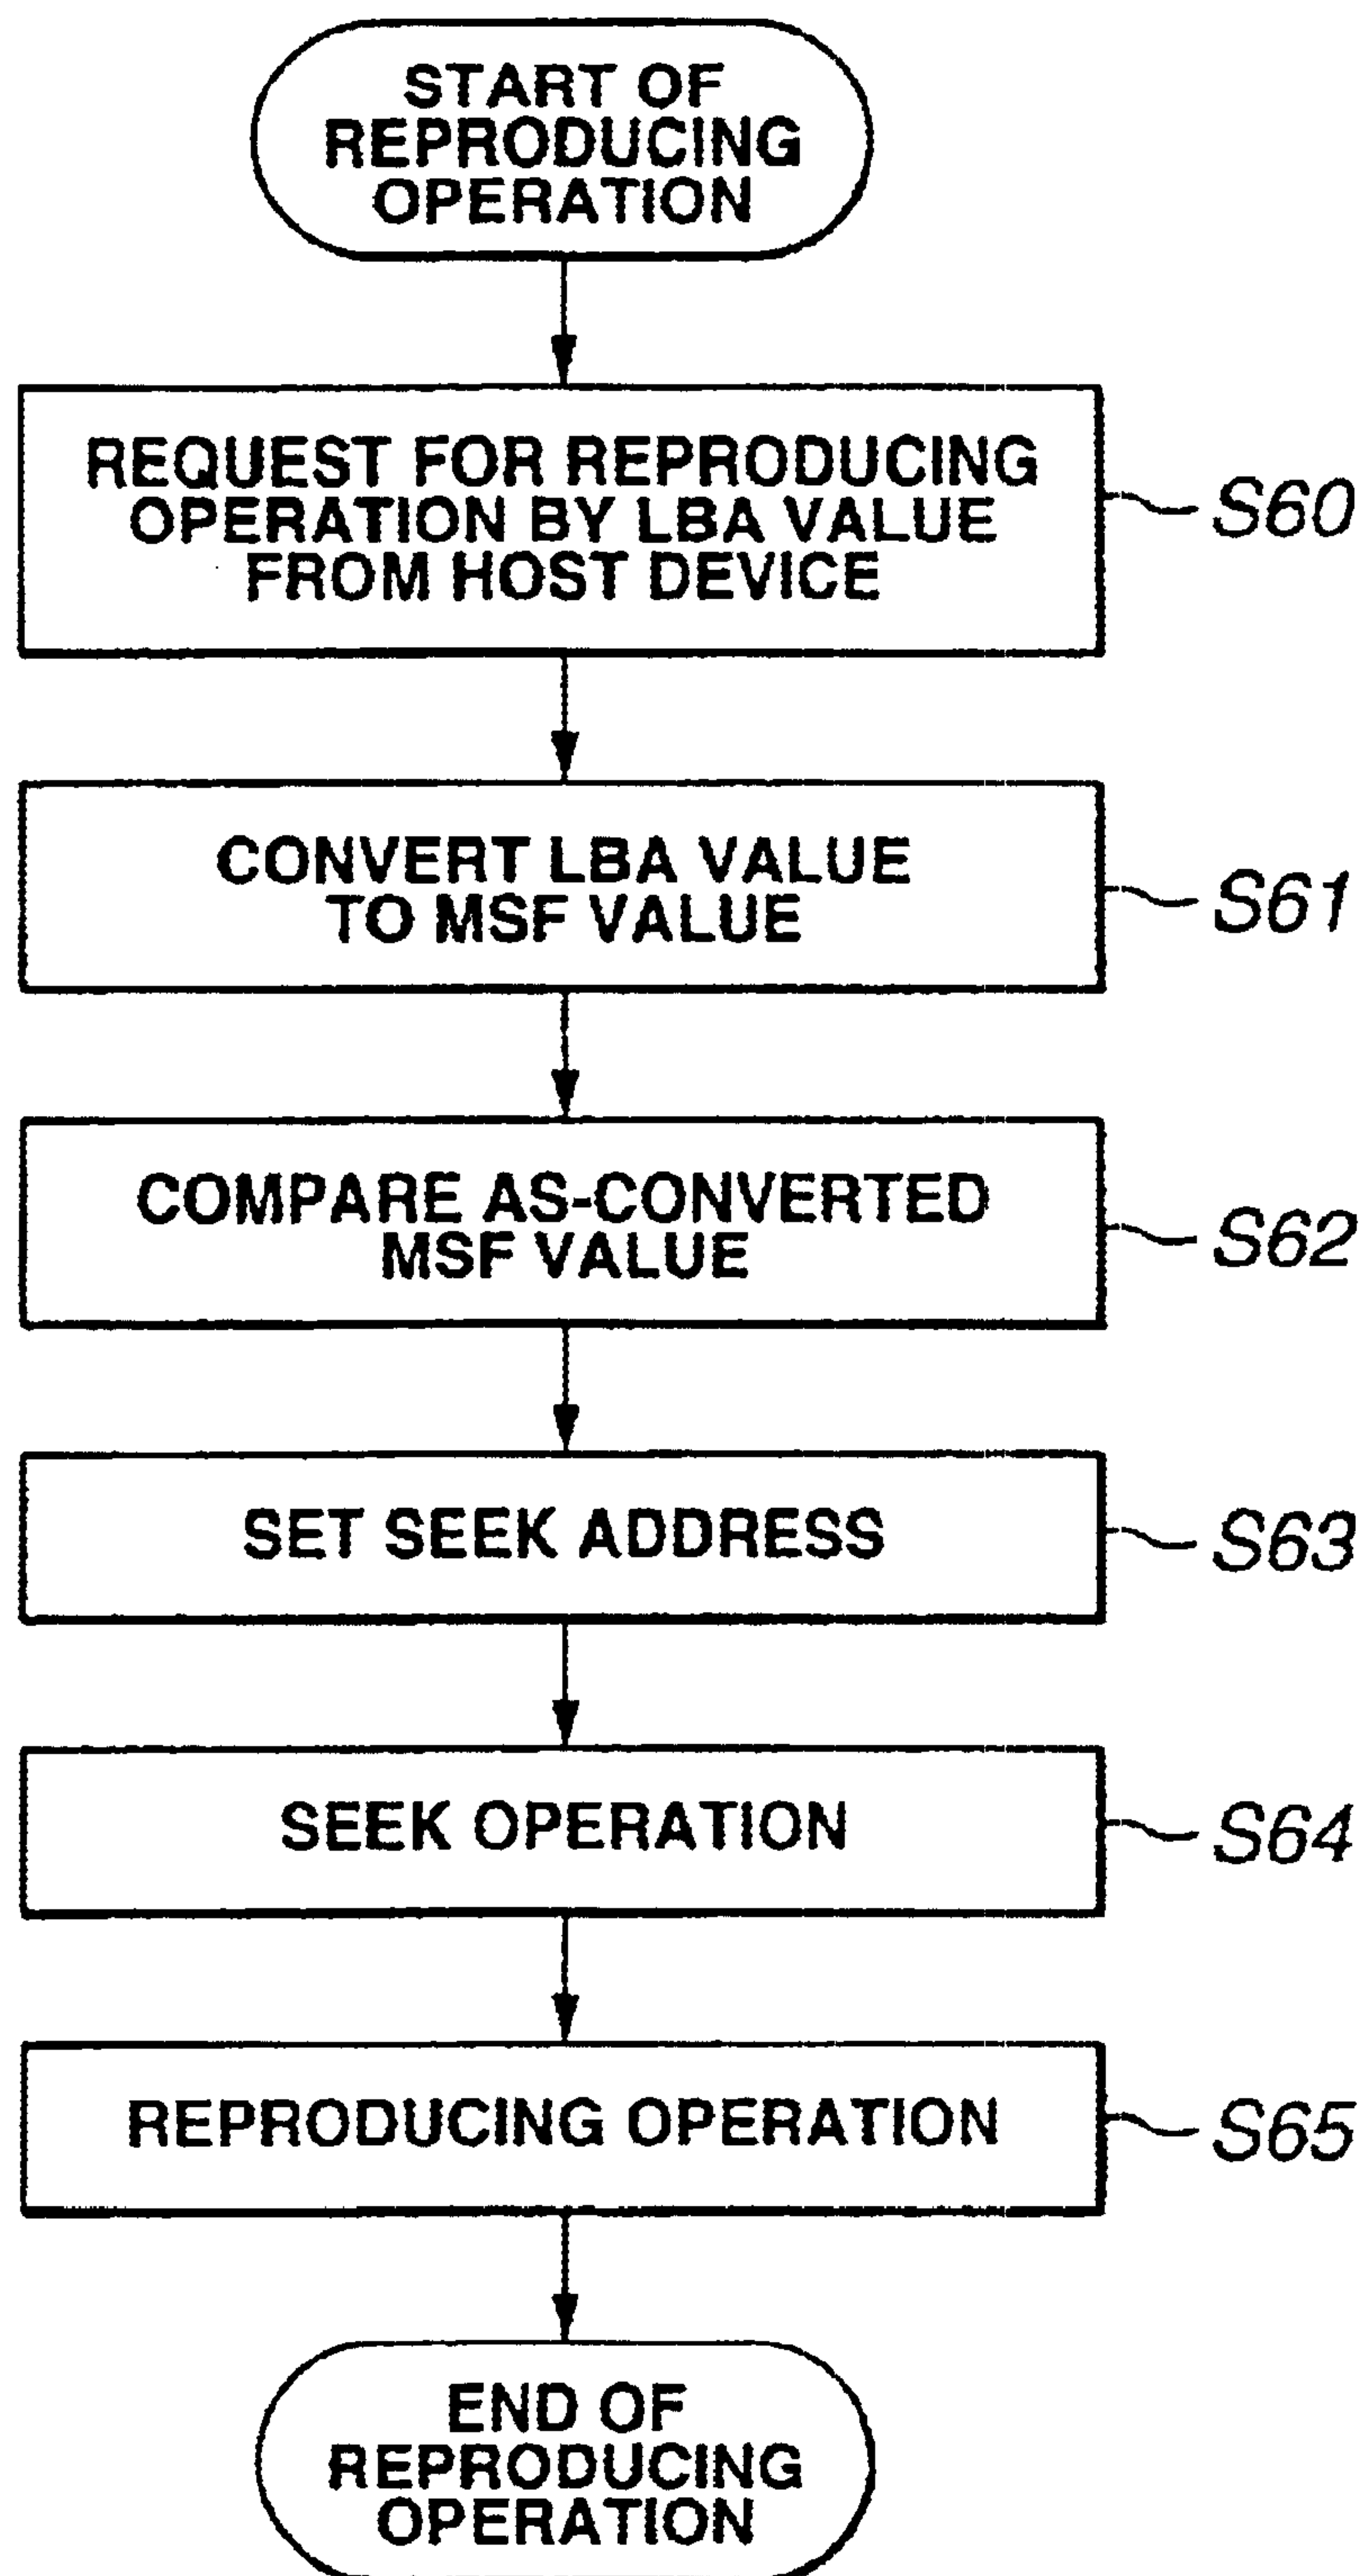 START OF
REPRODUCING
OPERATION
REQUEST FOR REPRODUCING
OPERATION BY LBA VALUE
FROM HOST DEVICE
S60
CONVERT LBA VALUE
TO MSF VALUE
S61
COMPARE AS-CONVERTED
MSF VALUE
S62
SET SEEK ADDRESS
S63
SEEK OPERATION
S64
REPRODUCING OPERATION
S65
END OF
REPRODUCING
OPERATION